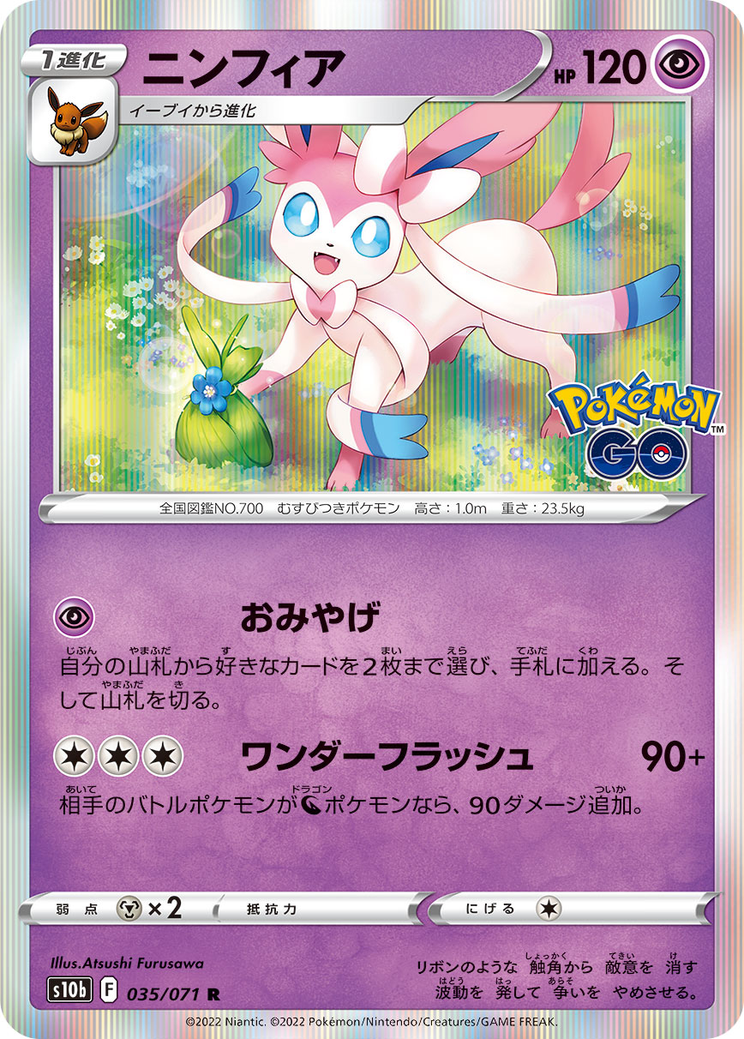 1進化 ニンフィア HP 120
イーブイから進化
Pokémon GO™
全国図鑑NO.700 むすびつきポケモン 高さ：1.0m 重さ：23.5kg
おみやげ
自分の山札から好きなカードを2枚まで選び、手札に加える。そ
して山札を切る。
ワンダーフラッシュ 90+
相手のバトルポケモンがポケモンなら、90ダメージ追加。
弱点 ×2 抵抗力 にげる
Illus.Atsushi Furusawa
s10b F 035/071 R
リボンのような 触角から 敵意を 消す
波動を 発して 争いを やめさせる。
©2022 Niantic. ©2022 Pokémon/Nintendo/Creatures/GAME FREAK.